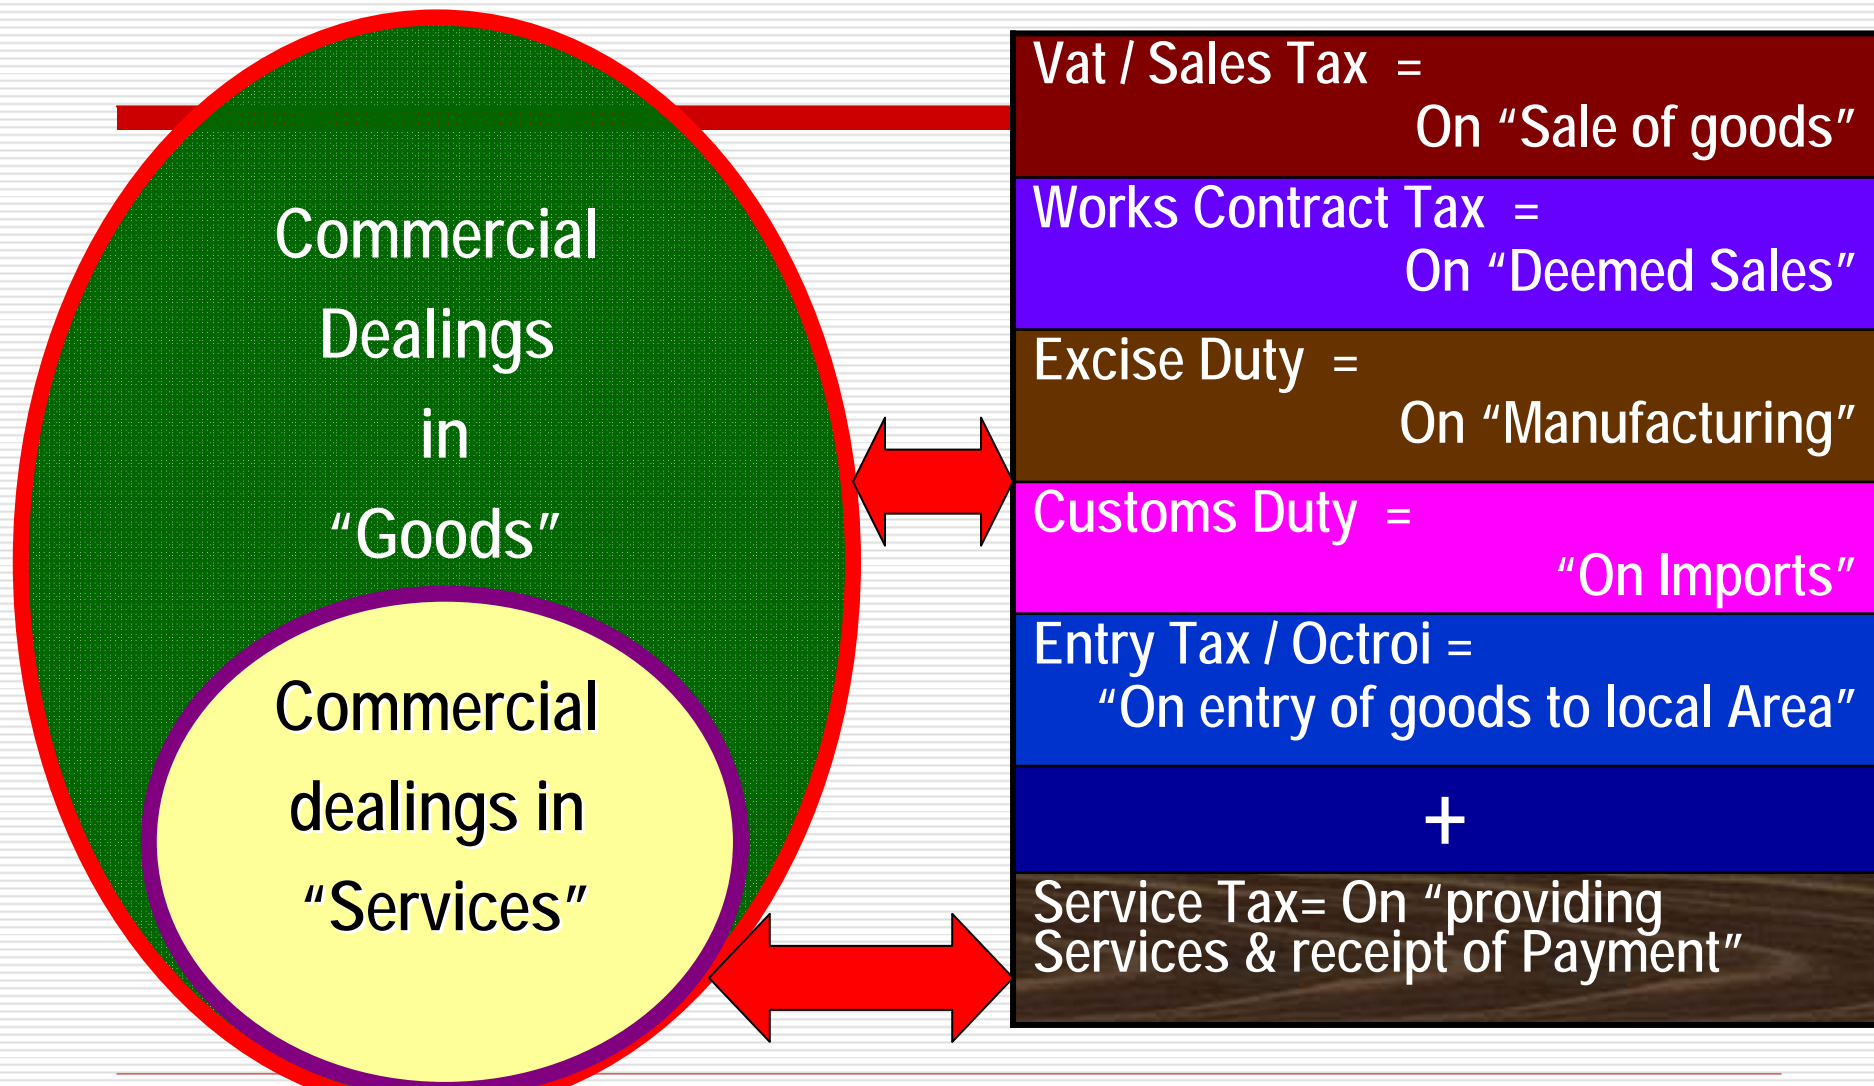 Commercial
Dealings
in
“Goods”
Commercial
dealings in
“Services”
Vat / Sales Tax =
On “Sale of goods”
Works Contract Tax =
On “Deemed Sales”
Excise Duty =
On “Manufacturing”
Customs Duty =
“On Imports”
Entry Tax / Octroi =
“On entry of goods to local Area”
+
Service Tax= On “providing
Services & receipt of Payment”